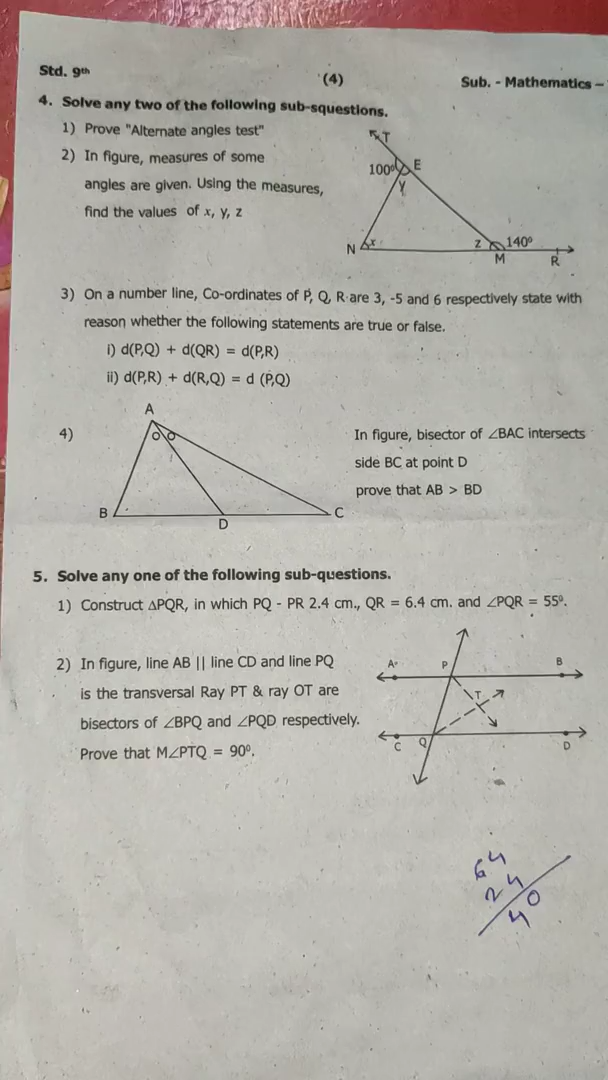 Std. 9th (4) Sub. - Mathematics –
4. Solve any two of the following sub-squestions.
1) Prove "Alternate angles test"
2) In figure, measures of some
angles are given. Using the measures,
find the values of x, y, z
T
100⁰ E
y
N x z 140⁰
M R
3) On a number line, Co-ordinates of P, Q, R are 3, -5 and 6 respectively state with
reason whether the following statements are true or false.
i) d(P,Q) + d(QR) = d(P,R)
ii) d(P,R) + d(R,Q) = d (P,Q)
4)
A
B D C
In figure, bisector of ∠BAC intersects
side BC at point D
prove that AB > BD
5. Solve any one of the following sub-questions.
1) Construct ΔPQR, in which PQ - PR 2.4 cm., QR = 6.4 cm. and ∠PQR = 55⁰.
2) In figure, line AB || line CD and line PQ
is the transversal Ray PT & ray OT are
bisectors of ∠BPQ and ∠PQD respectively.
Prove that M∠PTQ = 90⁰.
A P B
T
C Q D
64
24
40